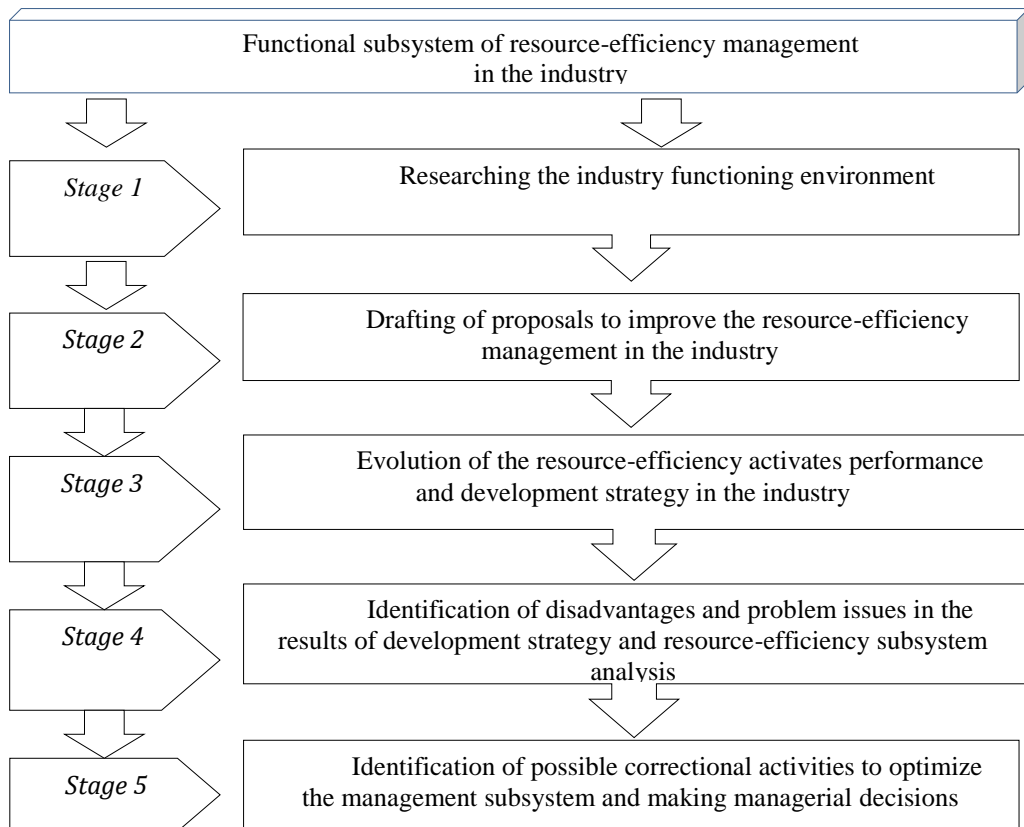 Functional subsystem of resource-efficiency management
in the industry
Stage 1
Researching the industry functioning environment
Stage 2
Drafting of proposals to improve the resource-efficiency
management in the industry
Stage 3
Evolution of the resource-efficiency activates performance
and development strategy in the industry
Stage 4
Identification of disadvantages and problem issues in the
results of development strategy and resource-efficiency subsystem
analysis
Stage 5
Identification of possible correctional activities to optimize
the management subsystem and making managerial decisions